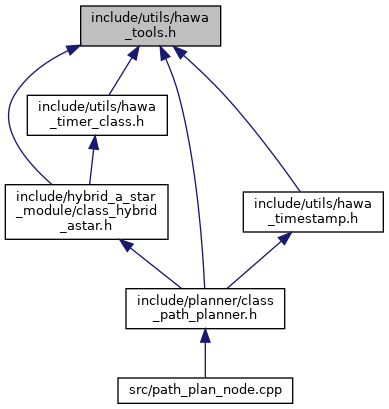 include/utils/hawa
_tools.h
include/utils/hawa
_timer_class.h
include/hybrid_a_star
_module/class_hybrid
_astar.h
include/utils/hawa
_timestamp.h
include/planner/class
_path_planner.h
src/path_plan_node.cpp